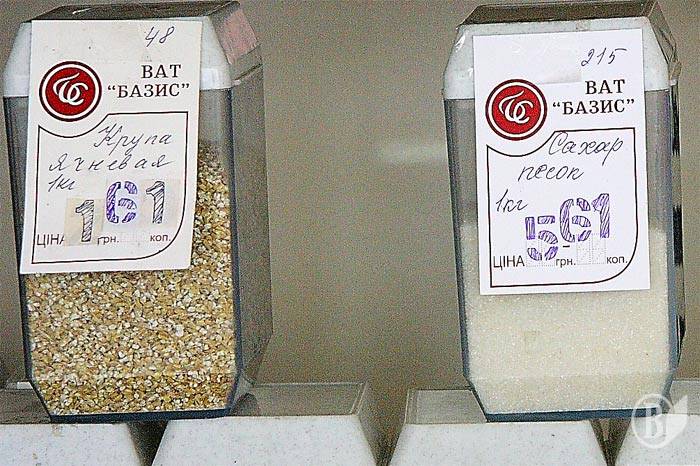 48
ВАТ
"БАЗИС"
Крупа
ячневая
1кг
1 61
ЦІНА грн. коп.
215
ВАТ
"БАЗИС"
Сахар
песок
1кг
5-61
ЦІНА грн. коп.
В